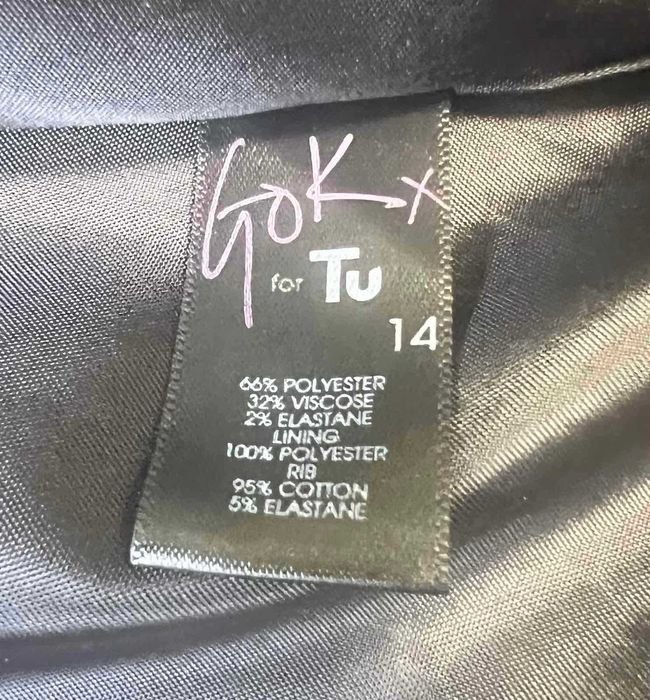 GOK x
for Tu
14
66% POLYESTER
32% VISCOSE
2% ELASTANE
LINING
100% POLYESTER
RIB
95% COTTON
5% ELASTANE